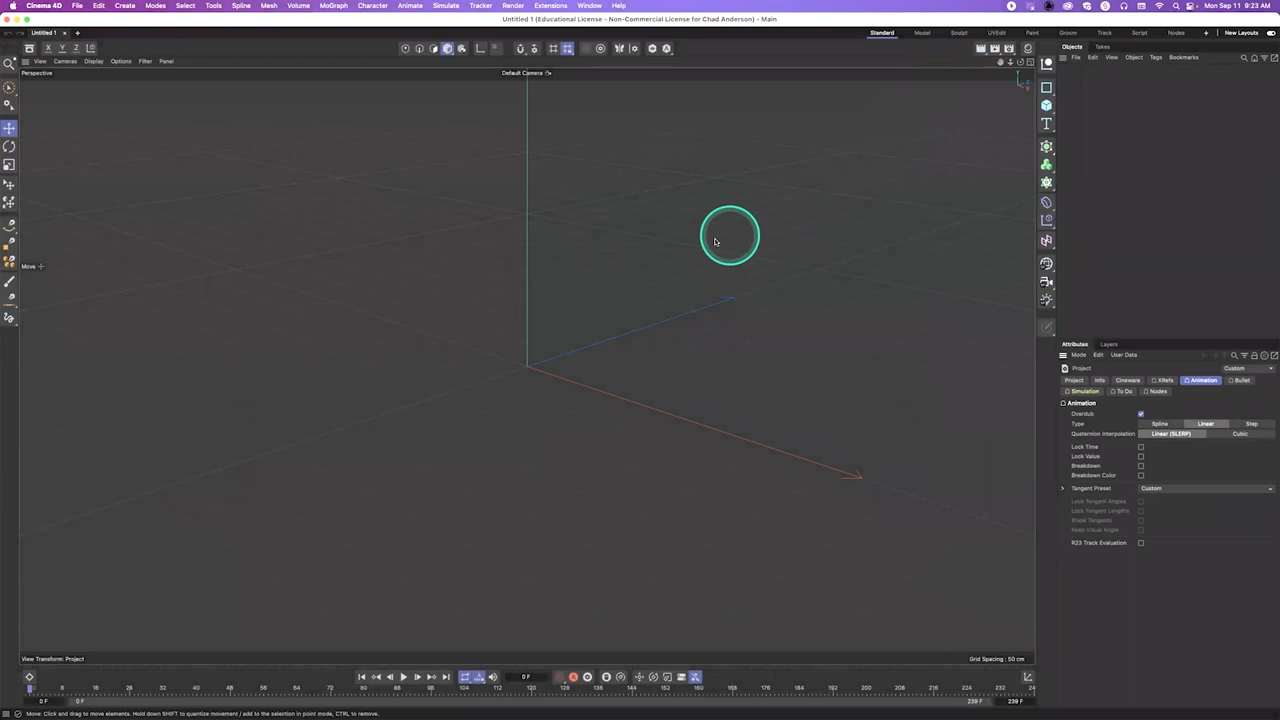 Cinema 4D File Edit Create Modes Select Tools Spline Mesh Volume MoGraph Character Animate Simulate Tracker Render Extensions Window Help Mon Sep 11 9:23 AM
Untitled 1 (Educational License - Non-Commercial License for Chad Anderson) - Main
Untitled 1 Standard Model Sculpt UVEdit Paint Groom Track Script Nodes New Layouts
X Y Z Objects Takes
View Cameras Display Options Filter Panel File Edit View Object Tags Bookmarks
Perspective Default Camera
Y
Z
X
Move
Attributes Layers
Mode Edit User Data
Project Custom
Project Info Cineware XRefs Animation Bullet
Simulation To Do Nodes
Animation
Overdub
Type Spline Linear Step
Quaternion Interpolation Linear (SLERP) Cubic
Lock Time
Lock Value
Breakdown
Breakdown Color
Tangent Preset Custom
Lock Tangent Angles
Lock Tangent Lengths
Break Tangents
Keep Visual Angle
R23 Track Evaluation
View Transform: Project Grid Spacing : 50 cm
0 F
8 16 24 32 40 48 56 64 72 80 88 96 104 112 120 128 136 144 152 160 168 176 184 192 200 208 216 224 232 24
0 F 0 F 239 F 239 F
Move: Click and drag to move elements. Hold down SHIFT to quantize movement / add to the selection in point mode, CTRL to remove.